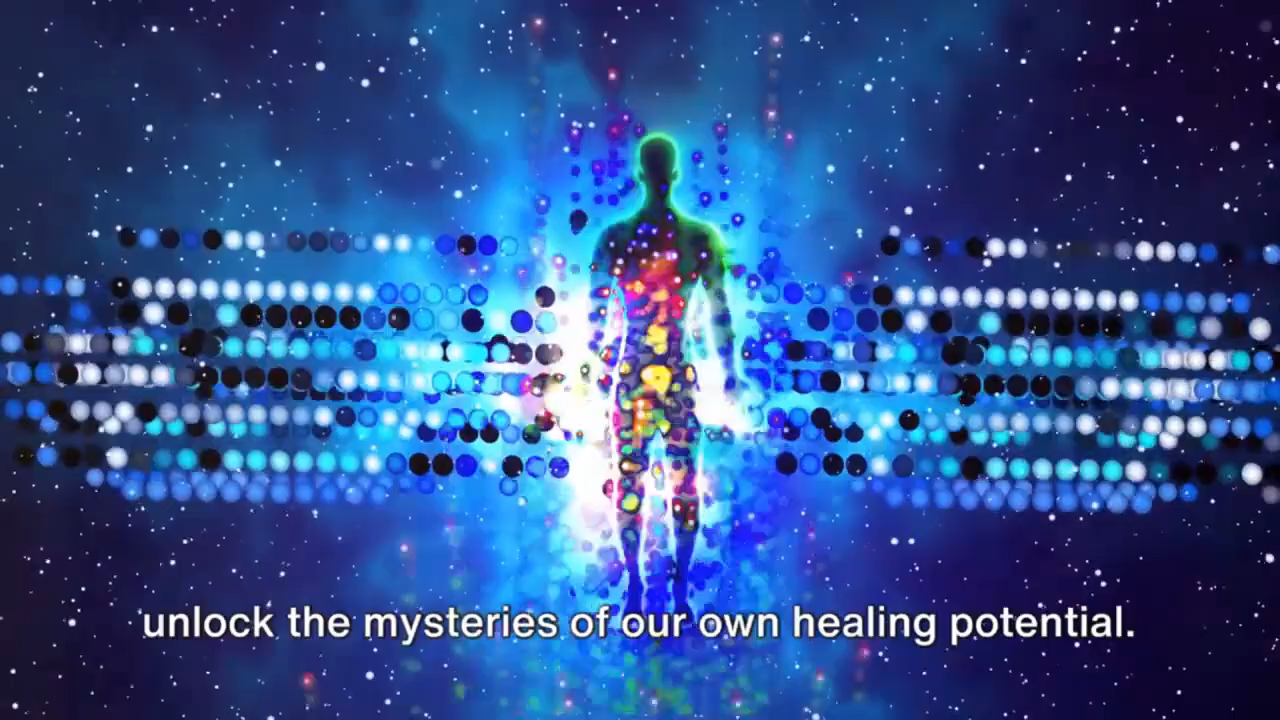 unlock the mysteries of our own healing potential.